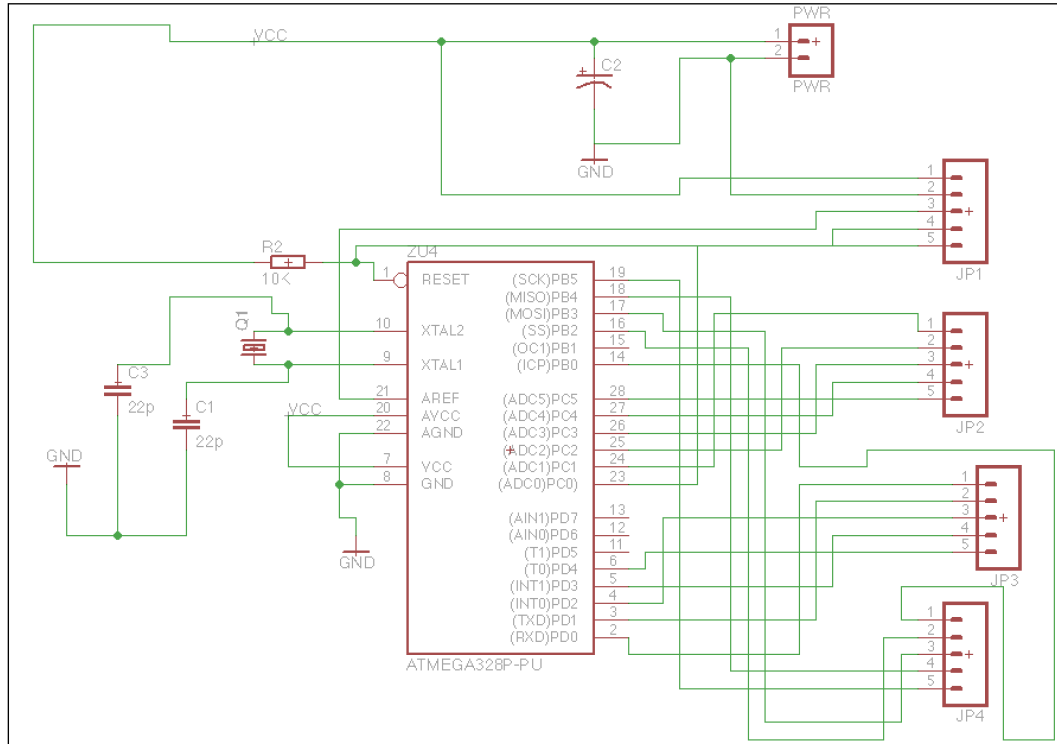 PWR
VCC
1
2
C2
PWR
GND
1
2
3
4
5
JP1
R2
10K
ZU4
1 RESET
(SCK)PB5 19
(MISO)PB4 18
(MOSI)PB3 17
10 XTAL2
(SS)PB2 16
(OC1)PB1 15
9 XTAL1
(ICP)PB0 14
Q1
C3
22p
C1
22p
21 AREF
(ADC5)PC5 28
20 AVCC
VCC
(ADC4)PC4 27
22 AGND
(ADC3)PC3 26
(ADC2)PC2 25
7 VCC
(ADC1)PC1 24
8 GND
(ADC0)PC0) 23
1
2
3
4
5
JP2
GND
GND
(AIN1)PD7 13
(AIN0)PD6 12
(T1)PD5 11
(T0)PD4 6
(INT1)PD3 5
(INT0)PD2 4
(TXD)PD1 3
(RXD)PD0 2
ATMEGA328P-PU
1
2
3
4
5
JP3
1
2
3
4
5
JP4